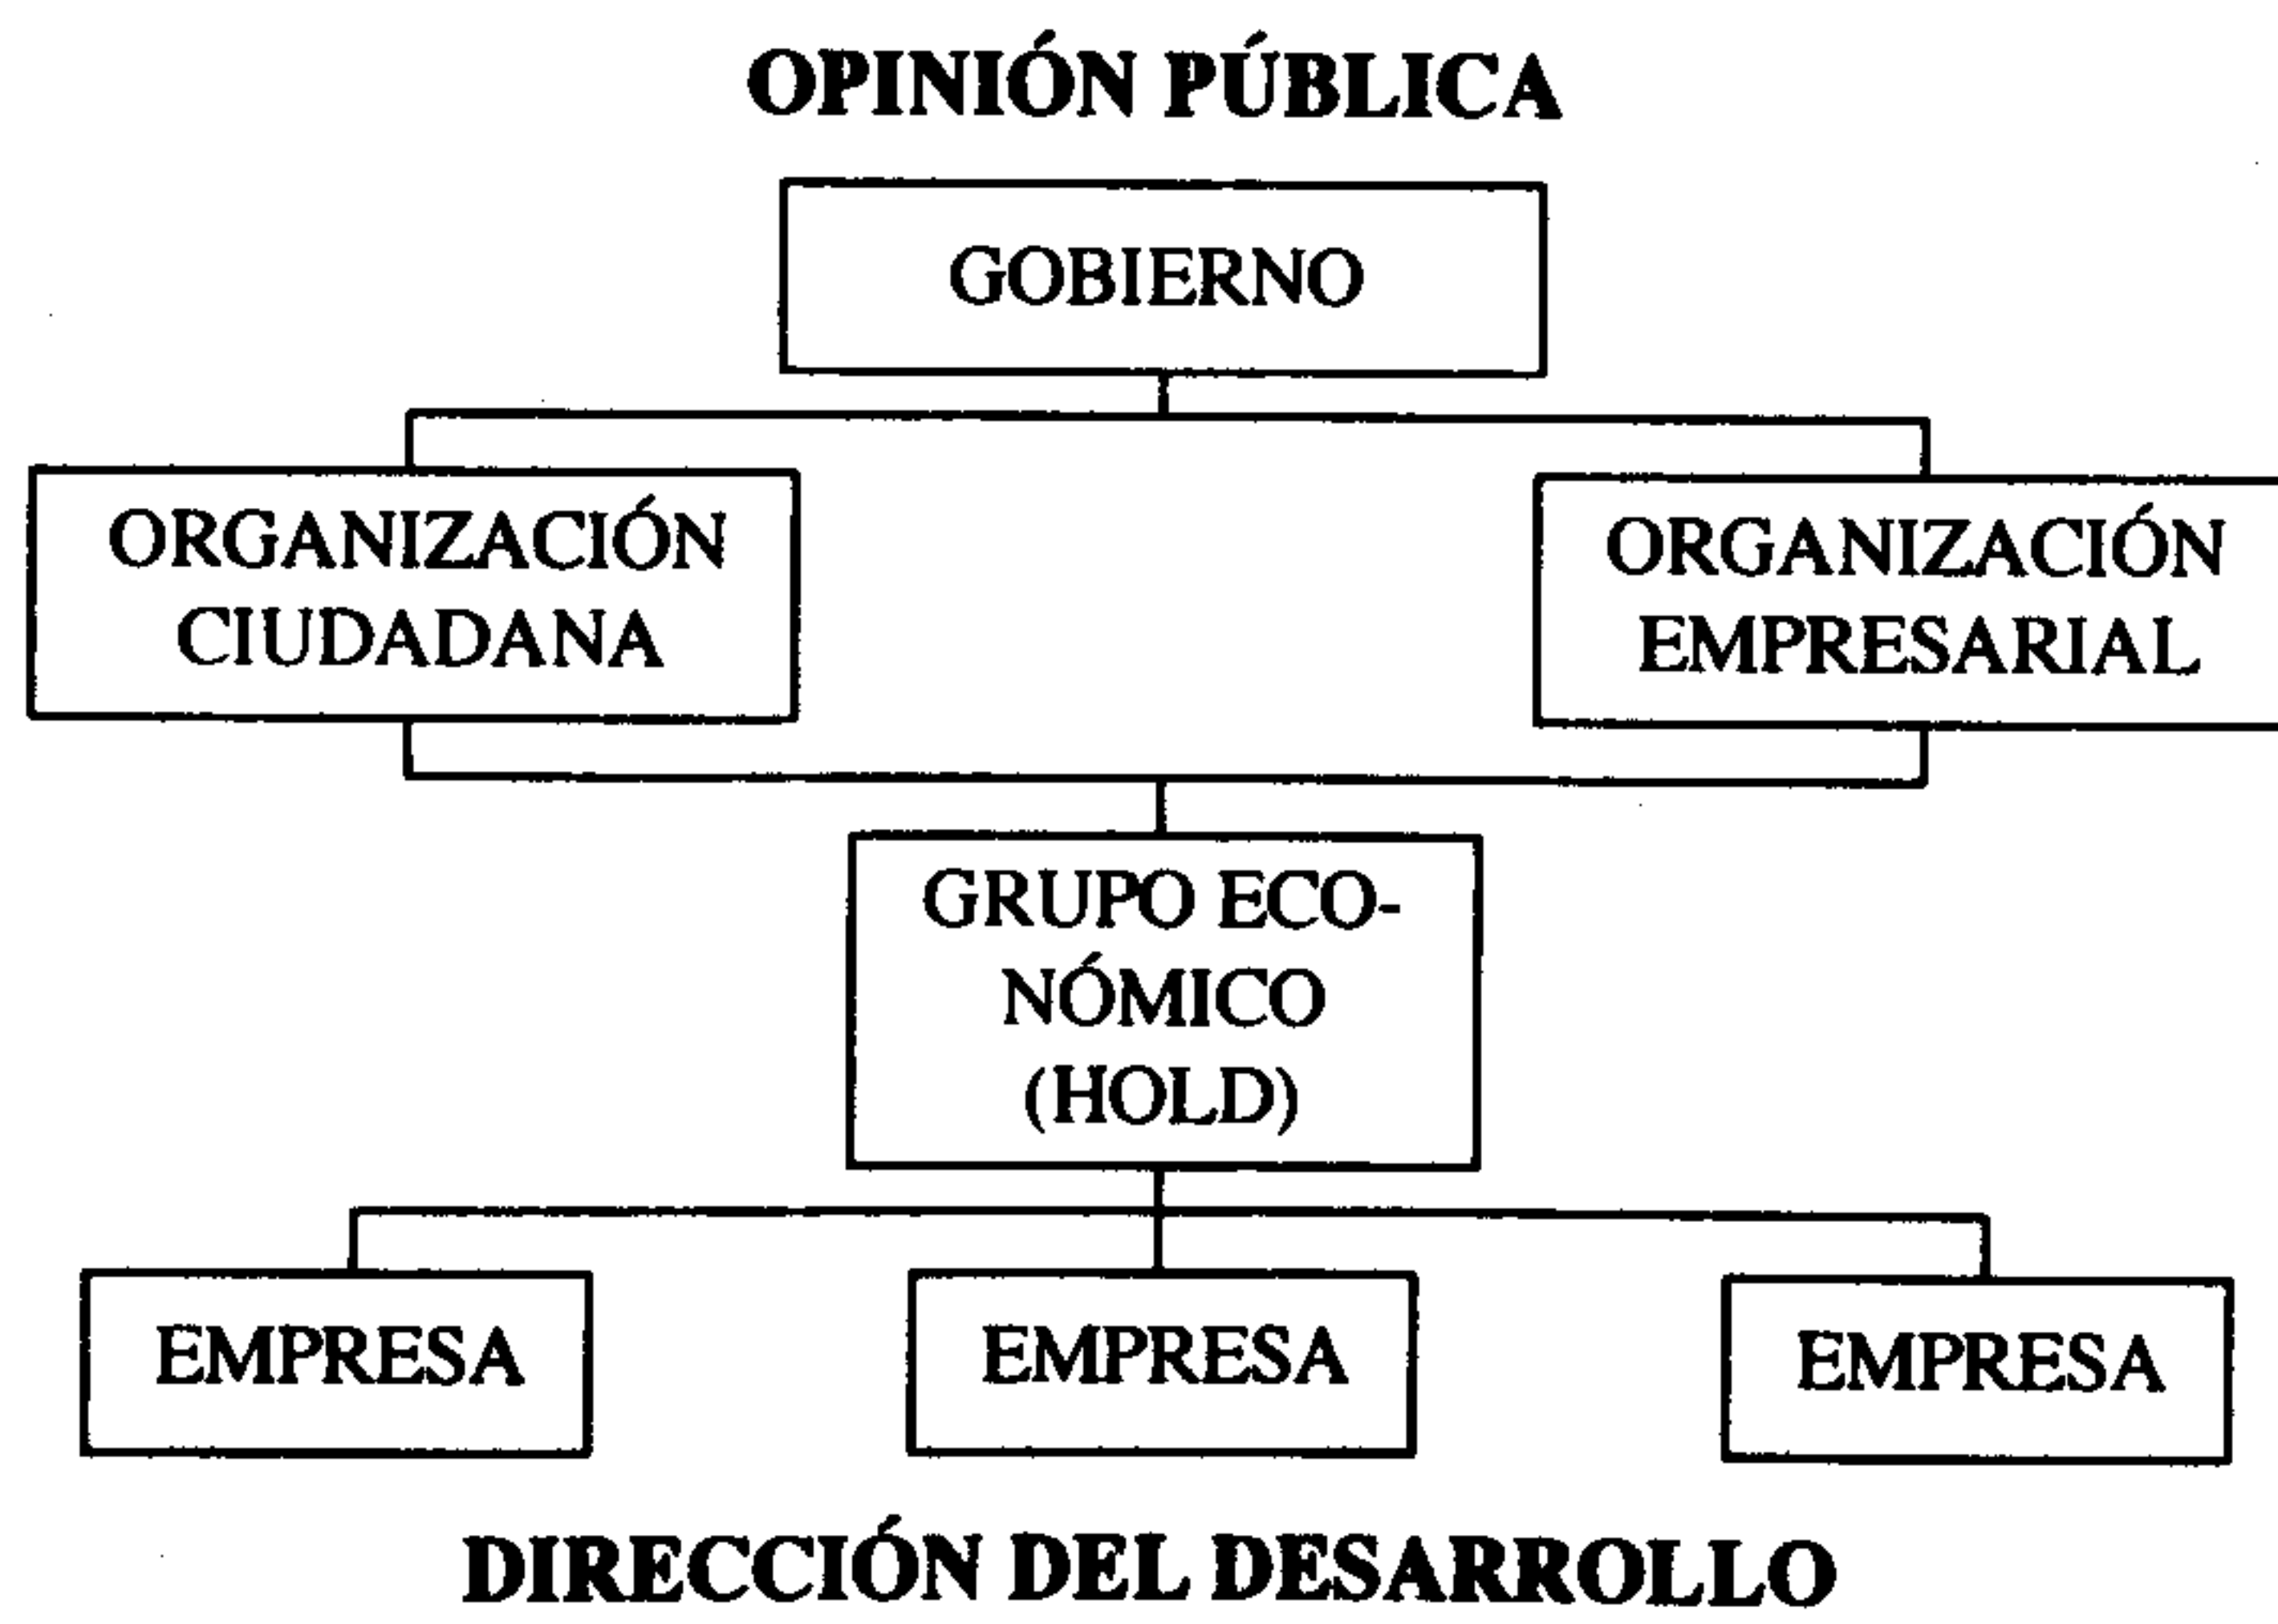 OPINIÓN PÚBLICA
GOBIERNO
ORGANIZACIÓN
CIUDADANA
ORGANIZACIÓN
EMPRESARIAL
GRUPO ECO-
NÓMICO
(HOLD)
EMPRESA
EMPRESA
EMPRESA
DIRECCIÓN DEL DESARROLLO